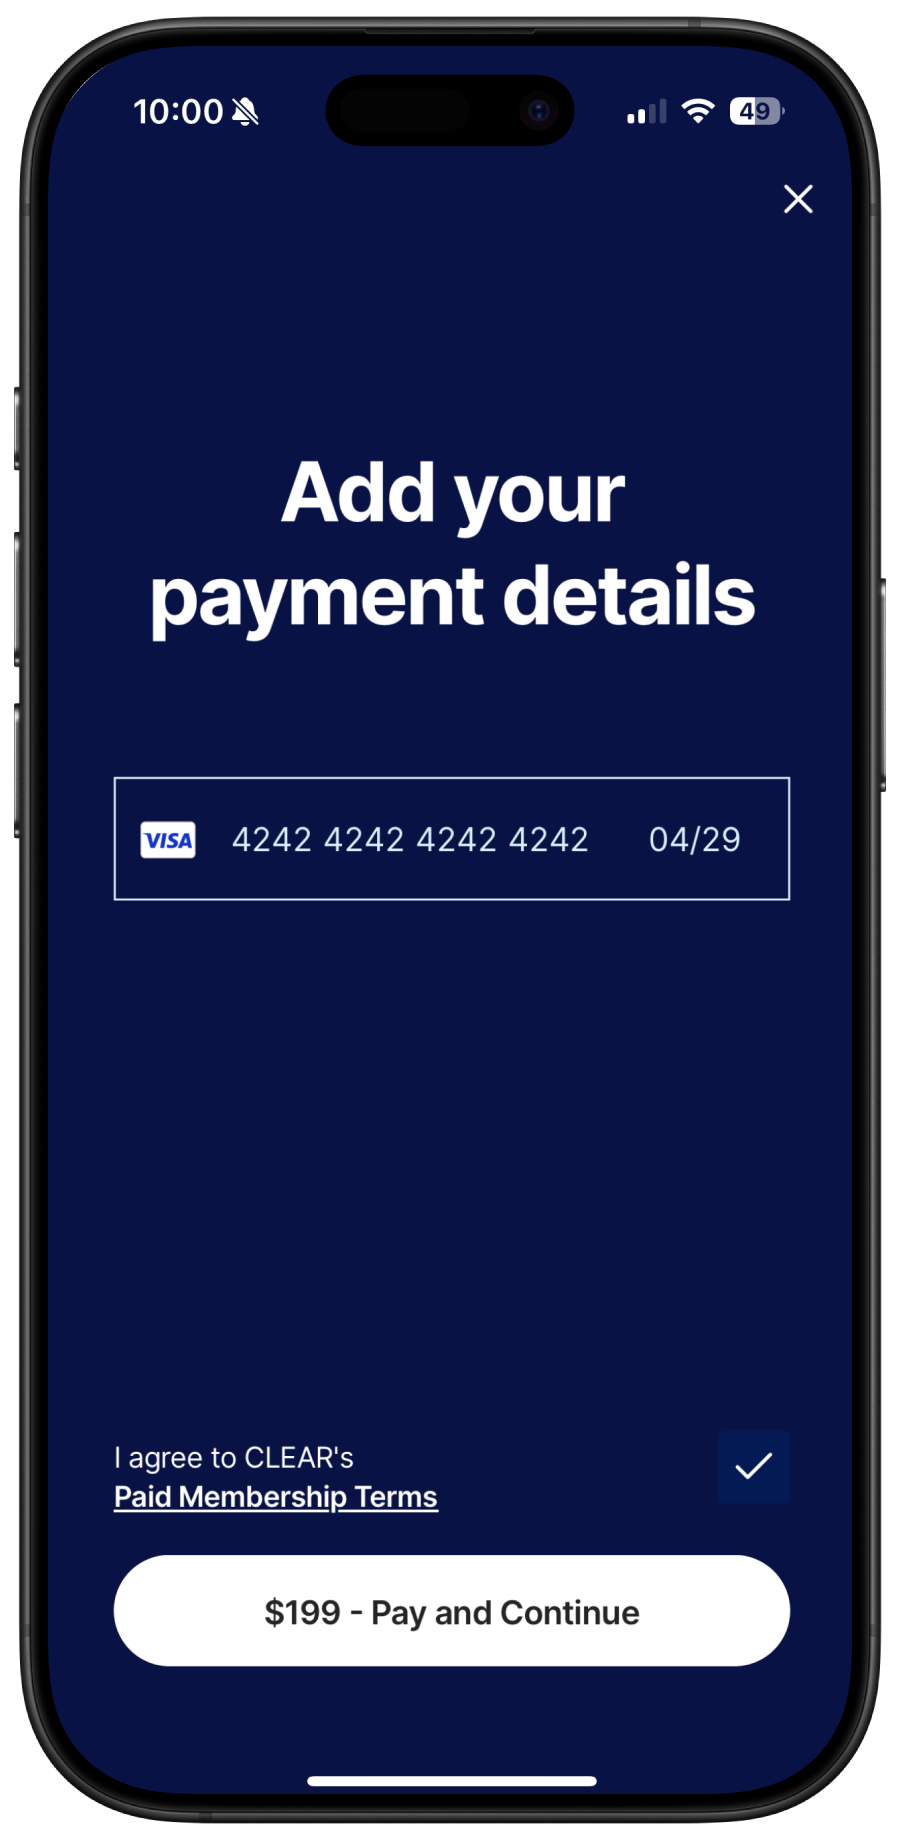 10:00
49
Add your
payment details
VISA 4242 4242 4242 4242 04/29
I agree to CLEAR's
Paid Membership Terms
$199 - Pay and Continue